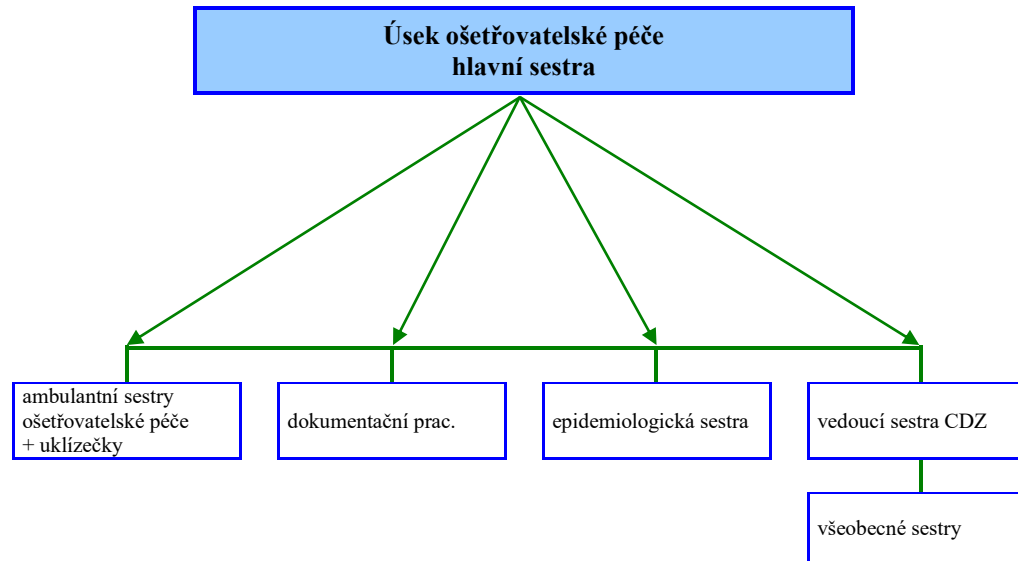 Úsek ošetřovatelské péče
hlavní sestra
ambulantní sestry
ošetřovatelské péče
+ uklízečky
dokumentační prac.
epidemiologická sestra
vedoucí sestra CDZ
všeobecné sestry